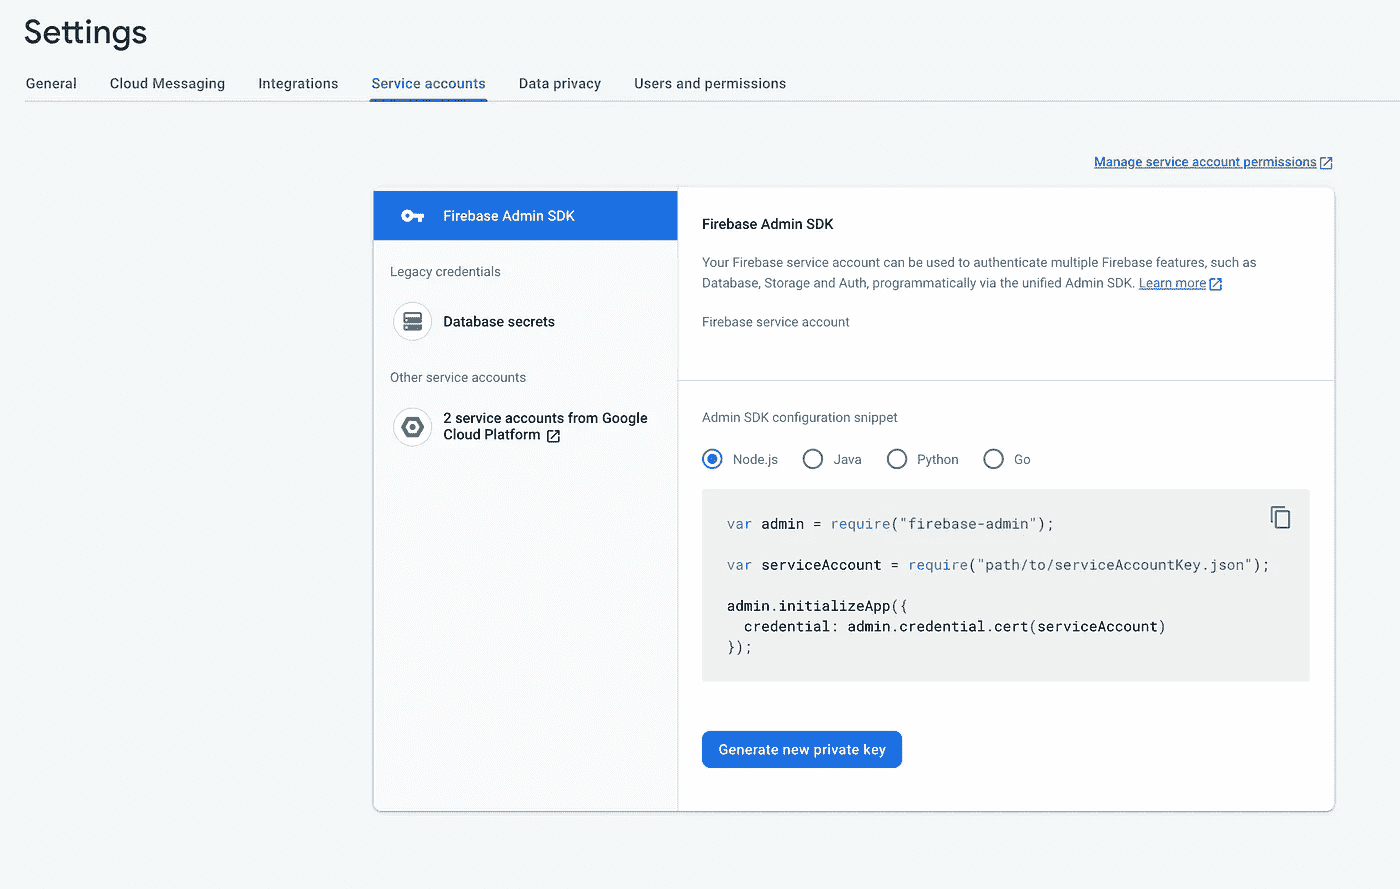 Settings
General Cloud Messaging Integrations Service accounts Data privacy Users and permissions
Manage service account permissions
Firebase Admin SDK
Legacy credentials
Database secrets
Other service accounts
2 service accounts from Google
Cloud Platform
Firebase Admin SDK
Your Firebase service account can be used to authenticate multiple Firebase features, such as
Database, Storage and Auth, programmatically via the unified Admin SDK. Learn more
Firebase service account
Admin SDK configuration snippet
Node.js Java Python Go
var admin = require("firebase-admin");
var serviceAccount = require("path/to/serviceAccountKey.json");
admin.initializeApp({
  credential: admin.credential.cert(serviceAccount)
});
Generate new private key